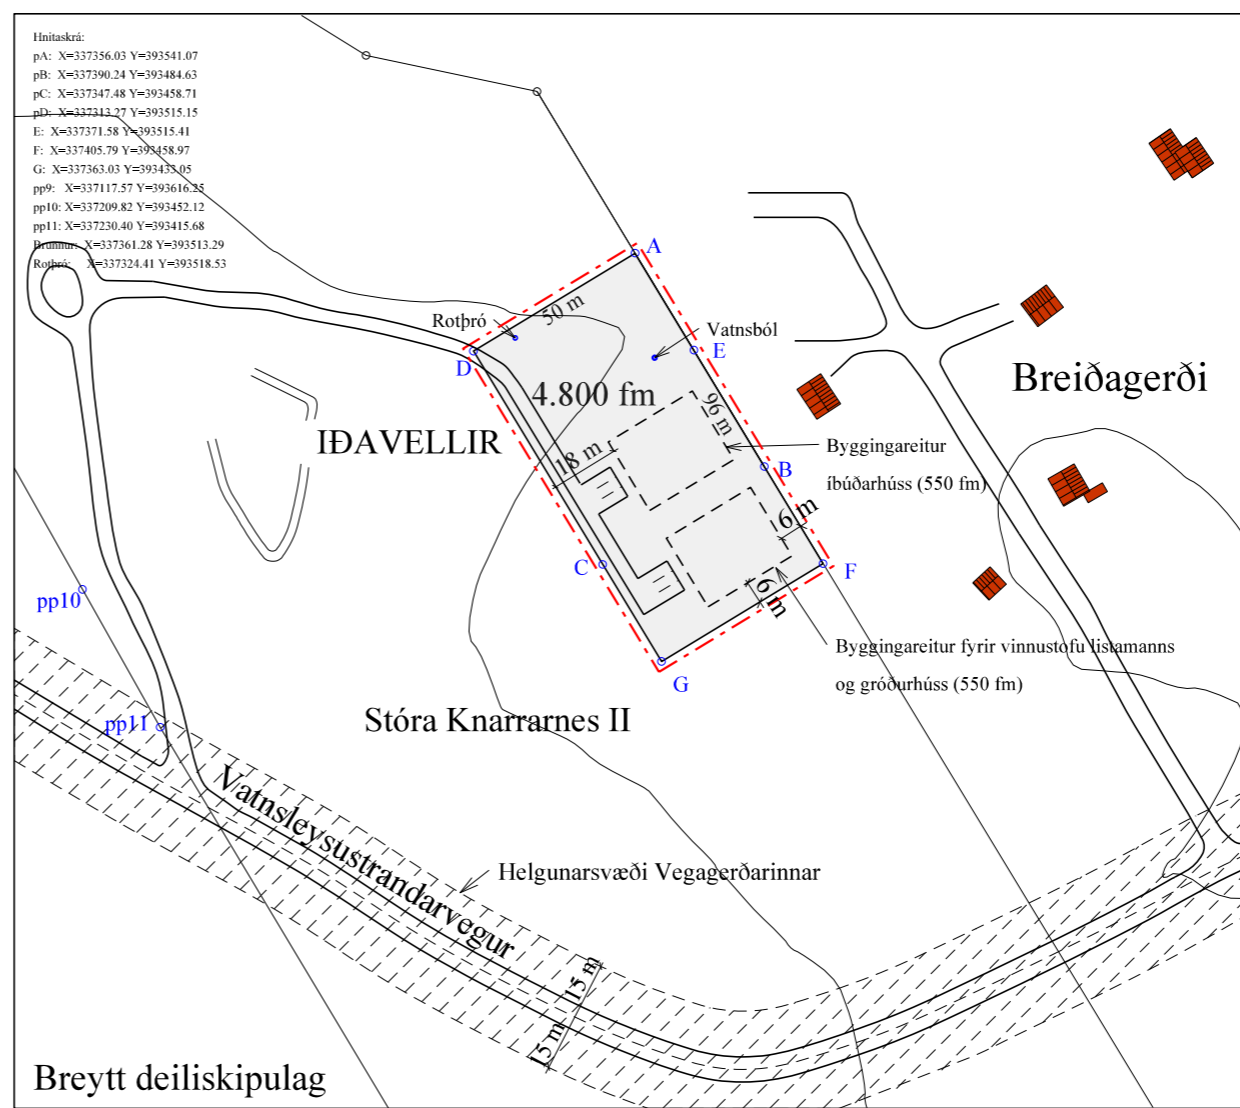 Hnitaskrá:
pA: X=337356.03 Y=393541.07
pB: X=337390.24 Y=393484.63
pC: X=337347.48 Y=393458.71
pD: X=337313.27 Y=393515.15
E: X=337371.58 Y=393515.41
F: X=337405.79 Y=393458.97
G: X=337363.03 Y=393433.05
pp9: X=337117.57 Y=393616.25
pp10: X=337209.82 Y=393452.12
pp11: X=337230.40 Y=393415.68
Brunnur: X=337361.28 Y=393513.29
Rotþró: X=337324.41 Y=393518.53
A
50 m
Rotþró
Vatnsból
E
D
4.800 fm
96 m
Breiðagerði
IÐAVELLIR
18 m
Byggingareitur
íbúðarhúss (550 fm)
B
6 m
C
F
6 m
pp10
Byggingareitur fyrir vinnustofu listamanns
og gróðurhúss (550 fm)
G
pp11
Stóra Knarrarnes II
Vatnsleysustrandarvegur
Helgunarsvæði Vegagerðarinnar
15 m
15 m
Breytt deiliskipulag